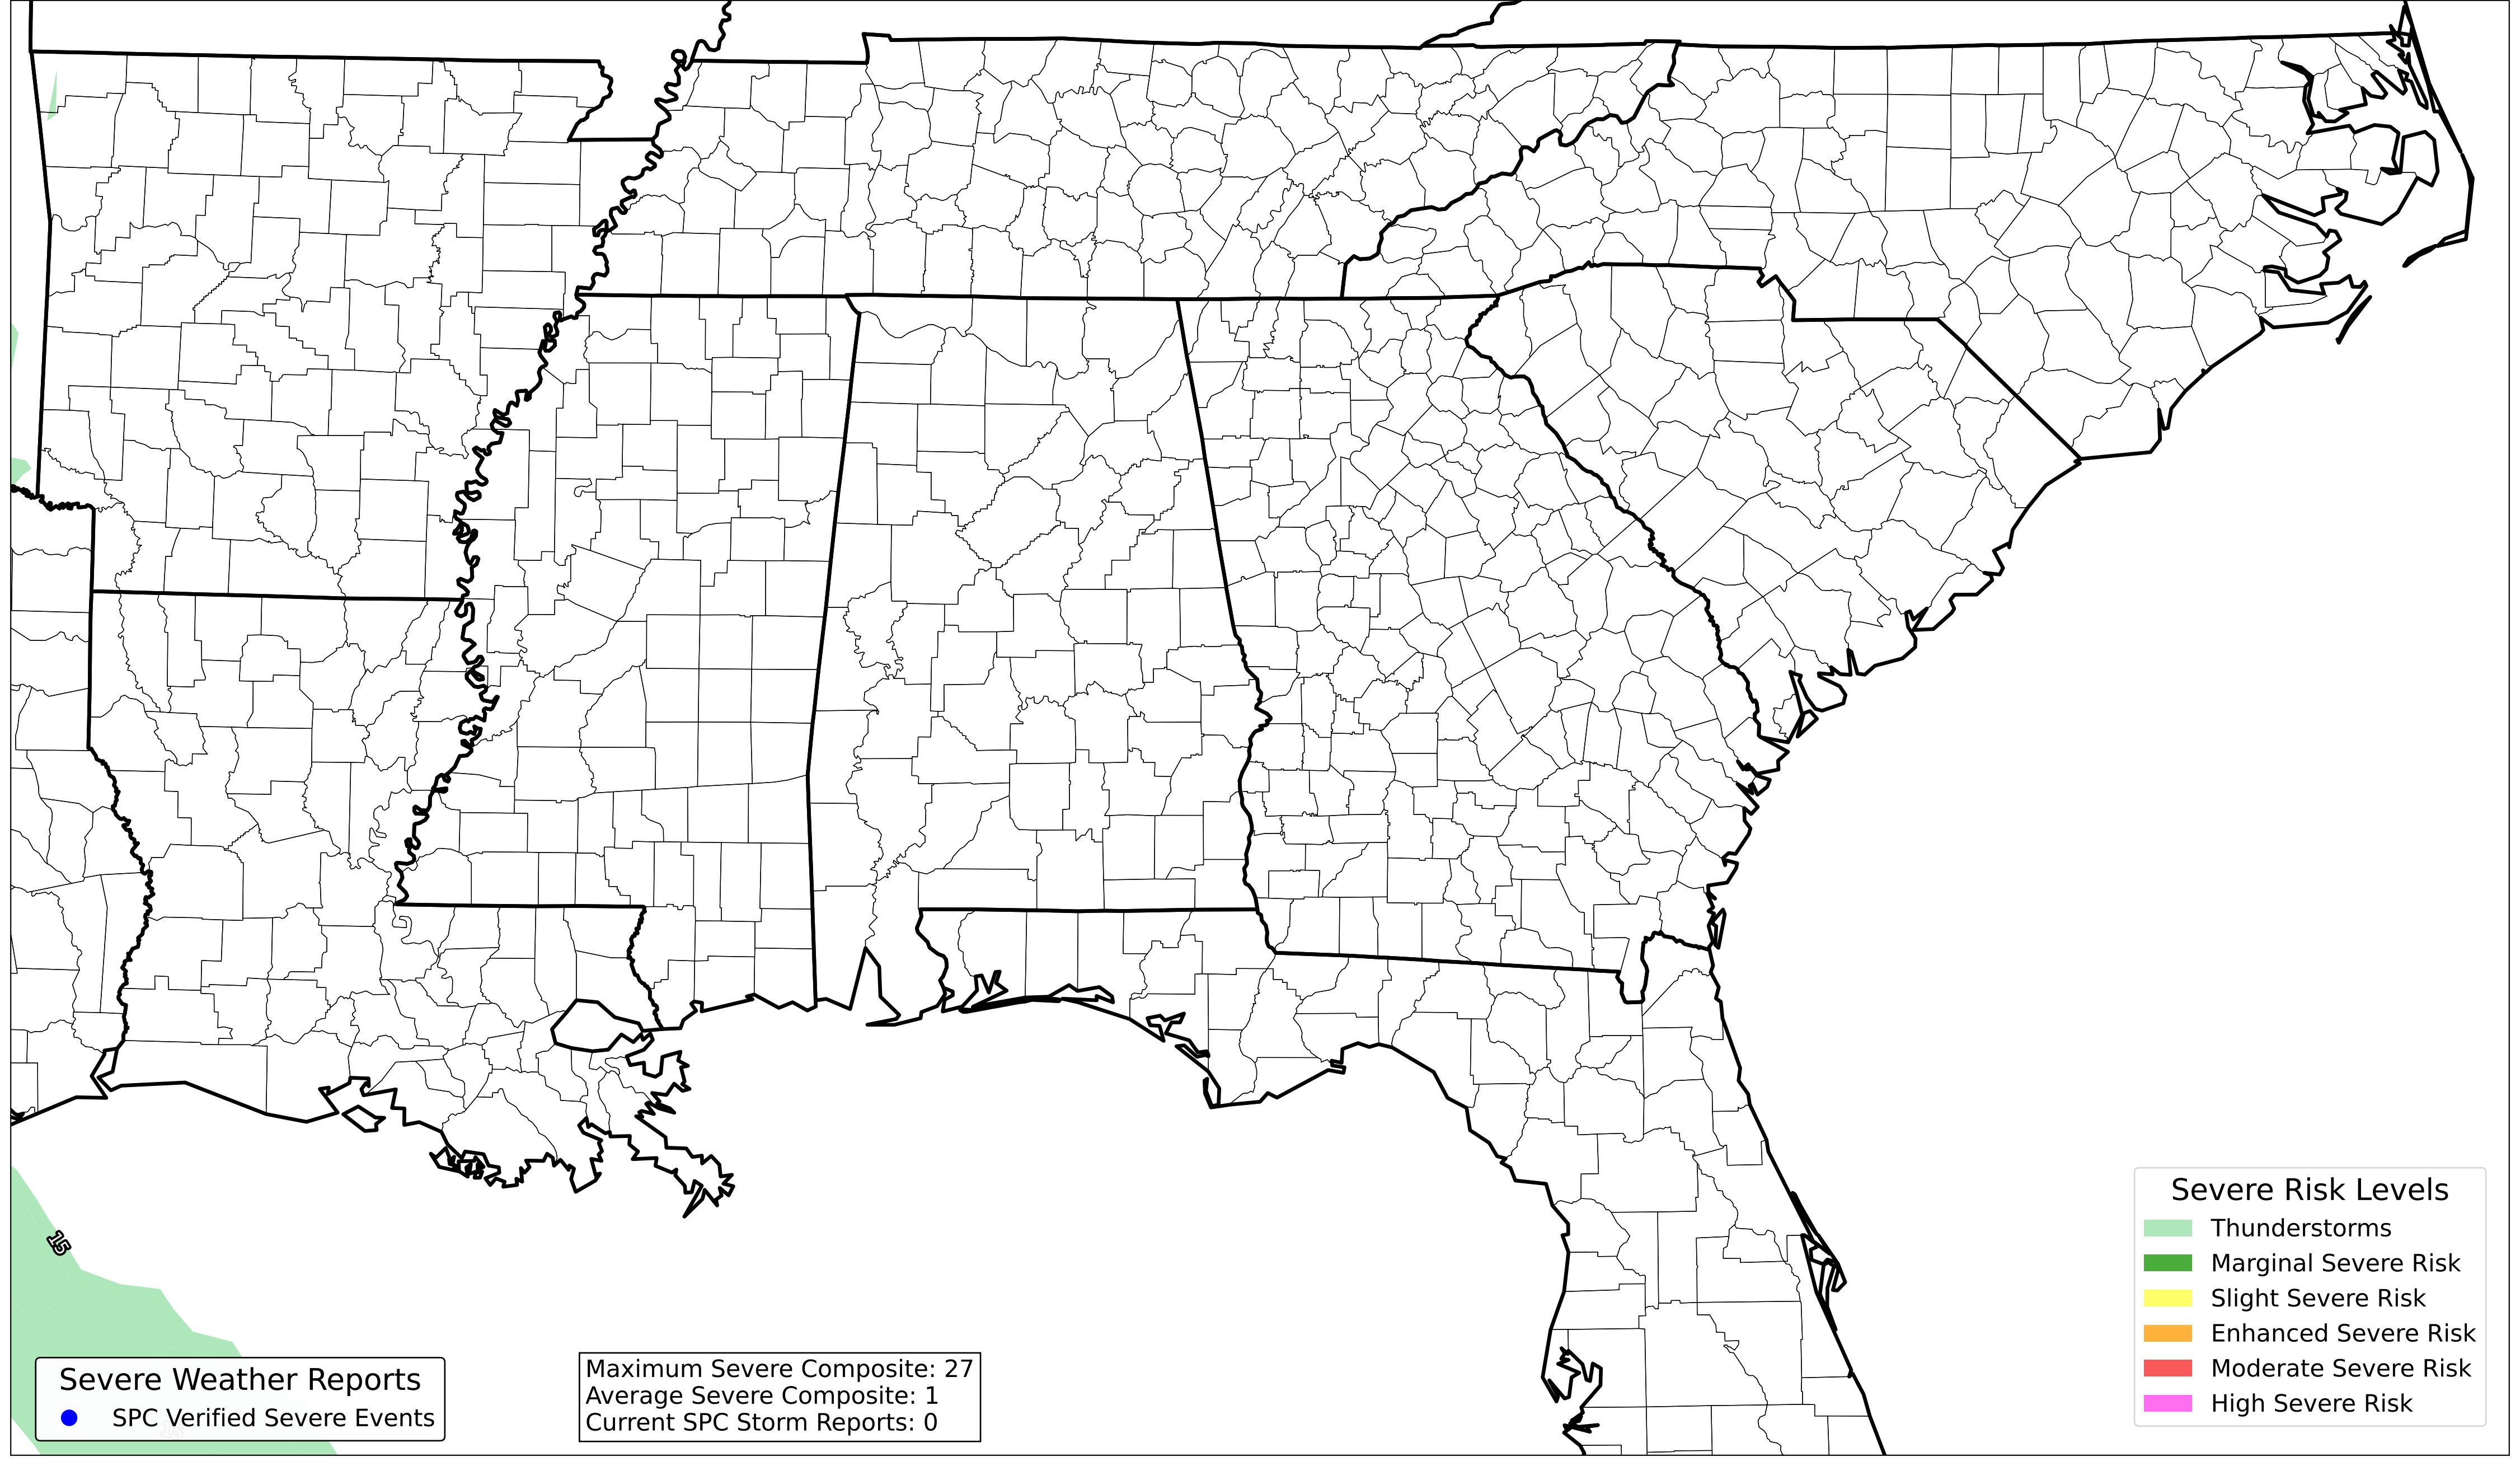 15
Severe Weather Reports
SPC Verified Severe Events
Maximum Severe Composite: 27
Average Severe Composite: 1
Current SPC Storm Reports: 0
Severe Risk Levels
Thunderstorms
Marginal Severe Risk
Slight Severe Risk
Enhanced Severe Risk
Moderate Severe Risk
High Severe Risk